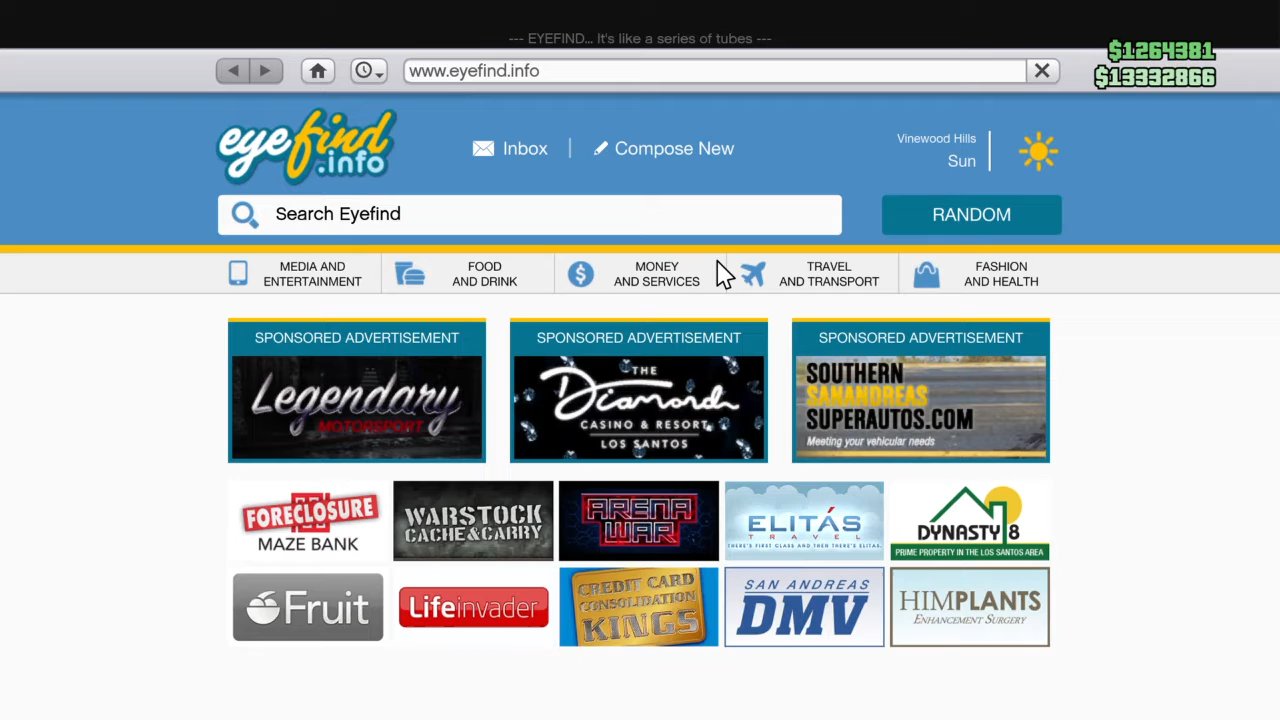 --- EYEFIND... It's like a series of tubes ---
$1264381
www.eyefind.info
$13332866
eyefind.info
Inbox
Compose New
Vinewood Hills
Sun
Search Eyefind
RANDOM
MEDIA AND
ENTERTAINMENT
FOOD
AND DRINK
MONEY
AND SERVICES
TRAVEL
AND TRANSPORT
FASHION
AND HEALTH
SPONSORED ADVERTISEMENT
Legendary
MOTORSPORT
SPONSORED ADVERTISEMENT
THE
Diamond
CASINO & RESORT
LOS SANTOS
SPONSORED ADVERTISEMENT
SOUTHERN
SANANDREAS
SUPERAUTOS.COM
Meeting your vehicular needs
FORECLOSURE
MAZE BANK
WARSTOCK
CACHE&CARRY
ARENA
WAR
ELITÁS
TRAVEL
THERE'S FIRST CLASS AND THEN THERE'S ELITAS.
DYNASTY 8
PRIME PROPERTY IN THE LOS SANTOS AREA
Fruit
Lifeinvader
CREDIT CARD
CONSOLIDATION
KINGS
SAN ANDREAS
DMV
HIMPLANTS
ENHANCEMENT SURGERY